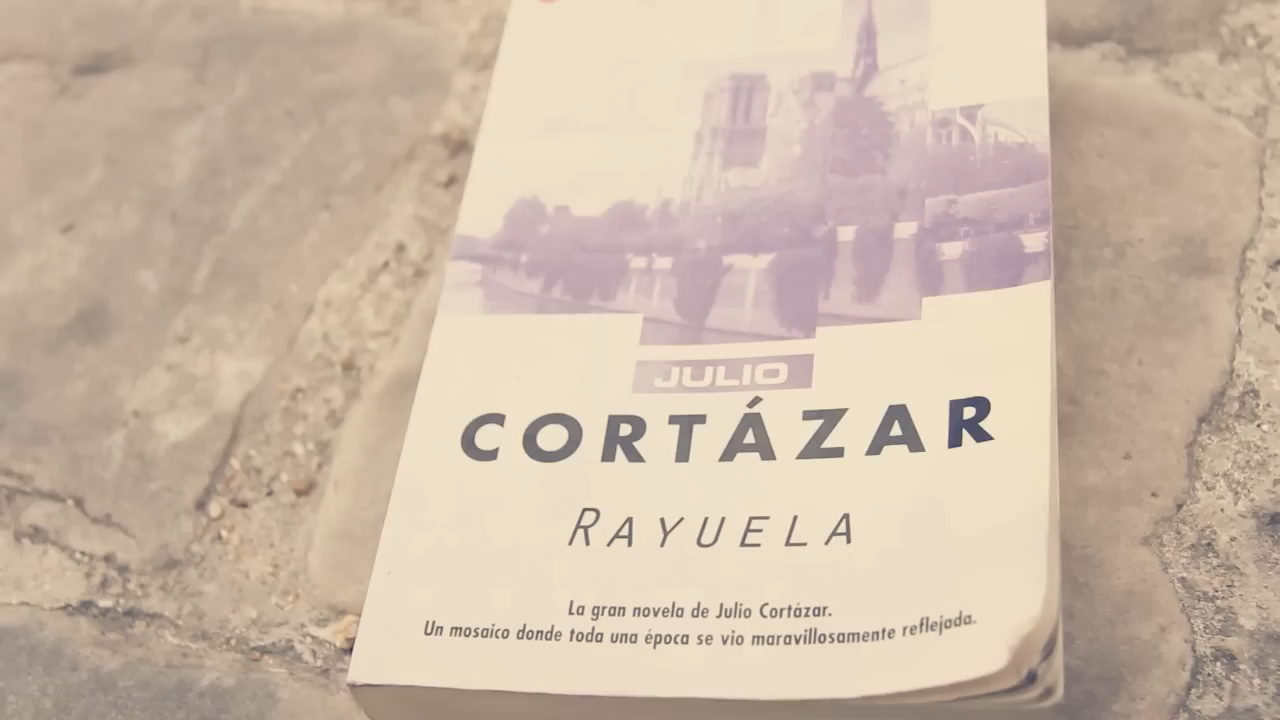 JULIO
CORTÁZAR
RAYUELA
La gran novela de Julio Cortázar.
Un mosaico donde toda una época se vio maravillosamente reflejada.